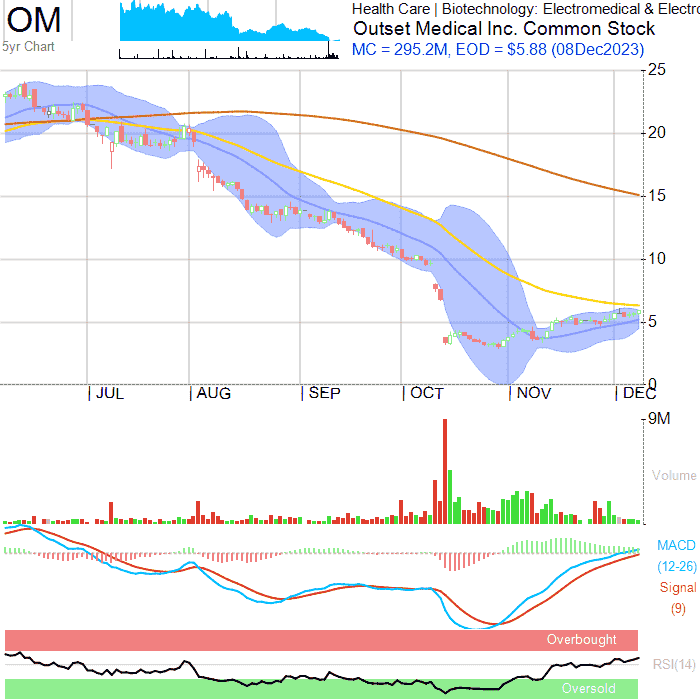 OM
5yr Chart
Health Care | Biotechnology: Electromedical & Electro
Outset Medical Inc. Common Stock
MC = 295.2M, EOD = $5.88 (08Dec2023)
25
20
15
10
5
0
JUL
AUG
SEP
OCT
NOV
DEC
9M
Volume
MACD
(12-26)
Signal
(9)
Overbought
RSI(14)
Oversold